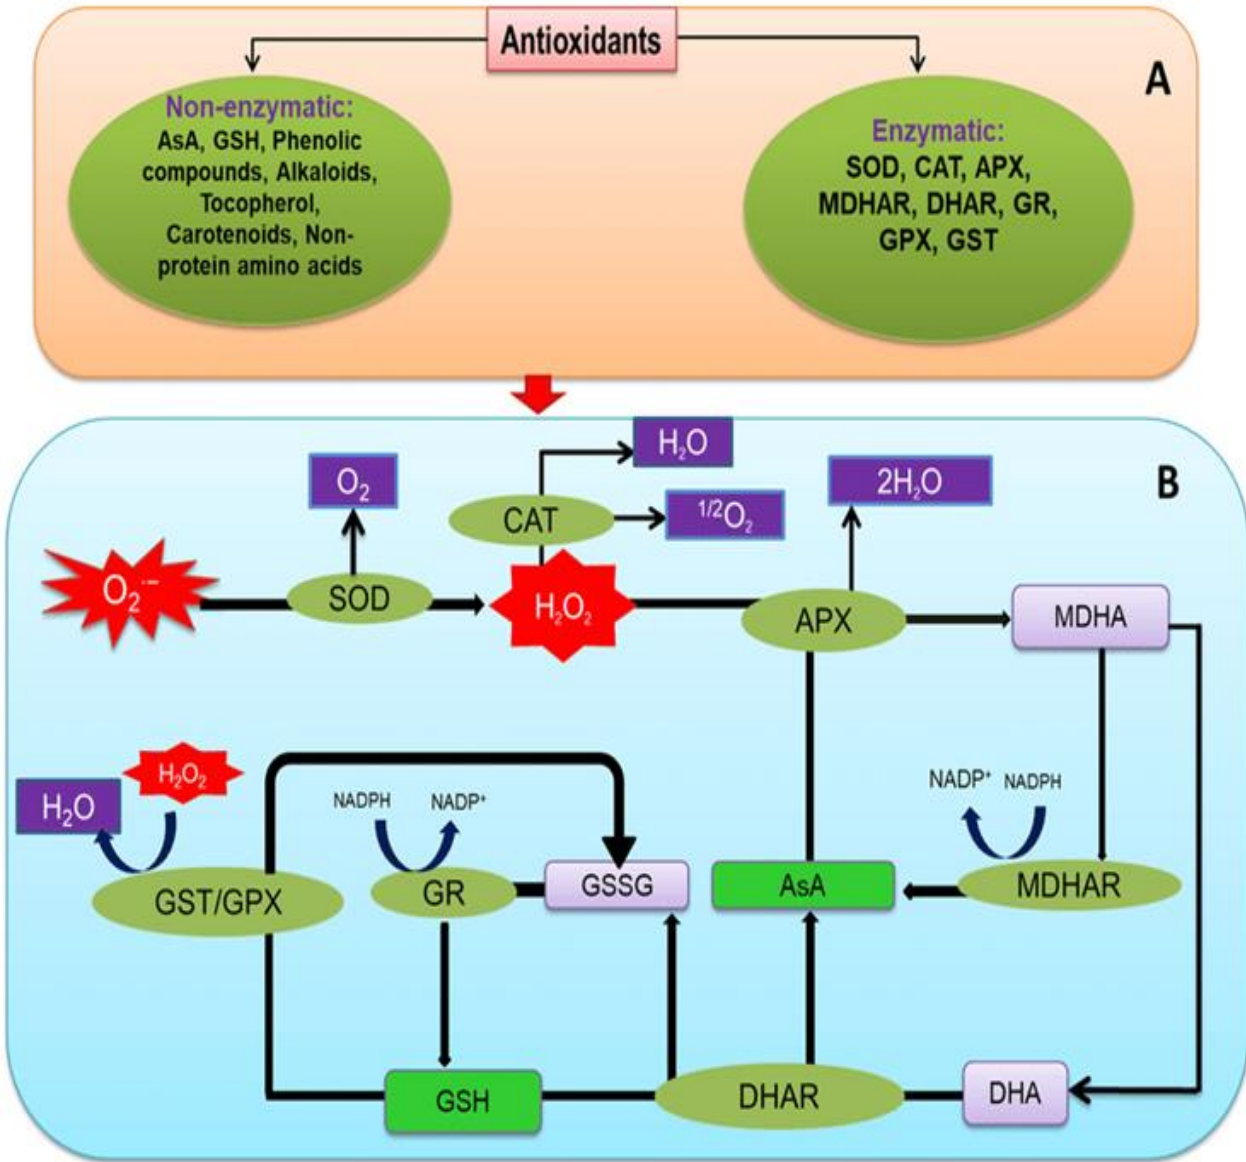 Antioxidants
A
Non-enzymatic:
AsA, GSH, Phenolic
compounds, Alkaloids,
Tocopherol,
Carotenoids, Non-
protein amino acids
Enzymatic:
SOD, CAT, APX,
MDHAR, DHAR, GR,
GPX, GST
B
H₂O
O₂
2H₂O
CAT
1/2O₂
O₂·−
SOD
H₂O₂
APX
MDHA
H₂O₂
H₂O
NADPH
NADP⁺
NADP⁺
NADPH
GST/GPX
GR
GSSG
AsA
MDHAR
GSH
DHAR
DHA